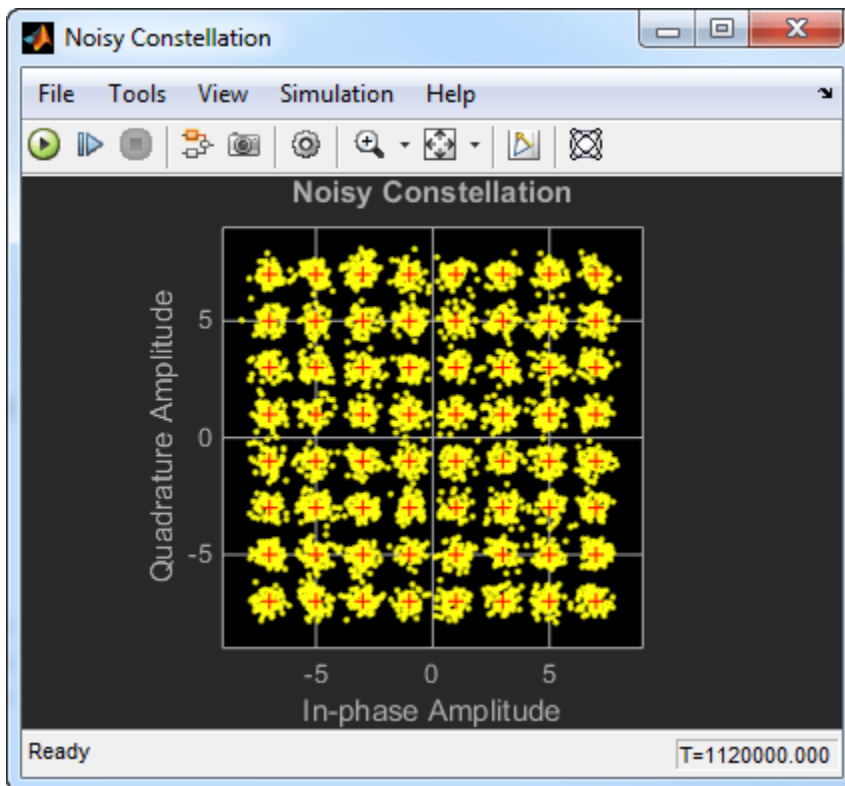 Noisy Constellation
File Tools View Simulation Help
Noisy Constellation
Quadrature Amplitude
5
0
-5
-5 0 5
In-phase Amplitude
Ready T=1120000.000